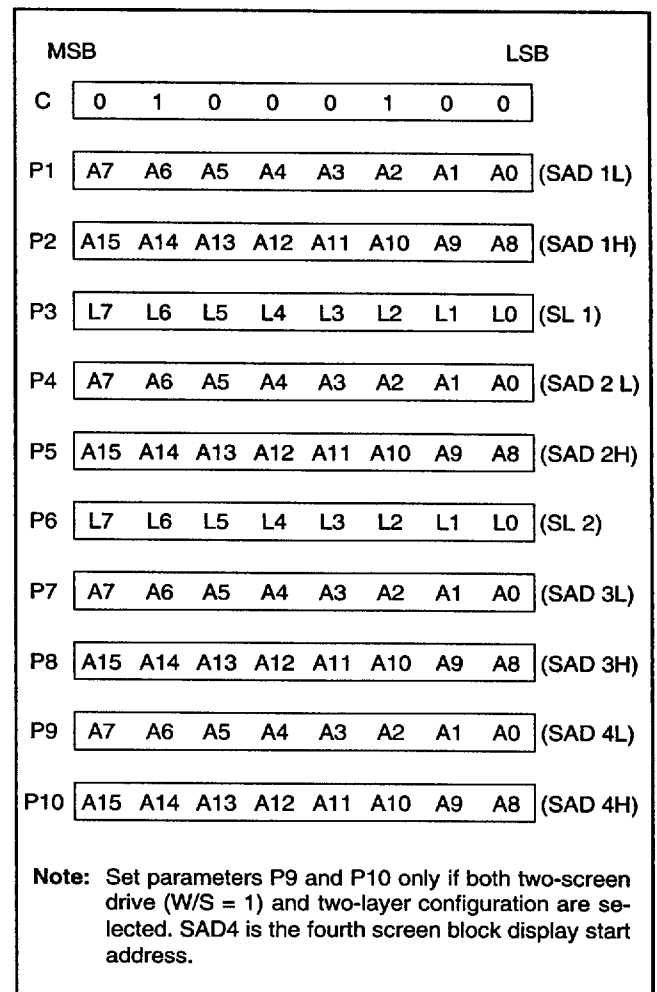 MSB LSB
C 0 1 0 0 0 1 0 0
P1 A7 A6 A5 A4 A3 A2 A1 A0 (SAD 1L)
P2 A15 A14 A13 A12 A11 A10 A9 A8 (SAD 1H)
P3 L7 L6 L5 L4 L3 L2 L1 L0 (SL 1)
P4 A7 A6 A5 A4 A3 A2 A1 A0 (SAD 2 L)
P5 A15 A14 A13 A12 A11 A10 A9 A8 (SAD 2H)
P6 L7 L6 L5 L4 L3 L2 L1 L0 (SL 2)
P7 A7 A6 A5 A4 A3 A2 A1 A0 (SAD 3L)
P8 A15 A14 A13 A12 A11 A10 A9 A8 (SAD 3H)
P9 A7 A6 A5 A4 A3 A2 A1 A0 (SAD 4L)
P10 A15 A14 A13 A12 A11 A10 A9 A8 (SAD 4H)
Note: Set parameters P9 and P10 only if both two-screen
drive (W/S = 1) and two-layer configuration are se-
lected. SAD4 is the fourth screen block display start
address.